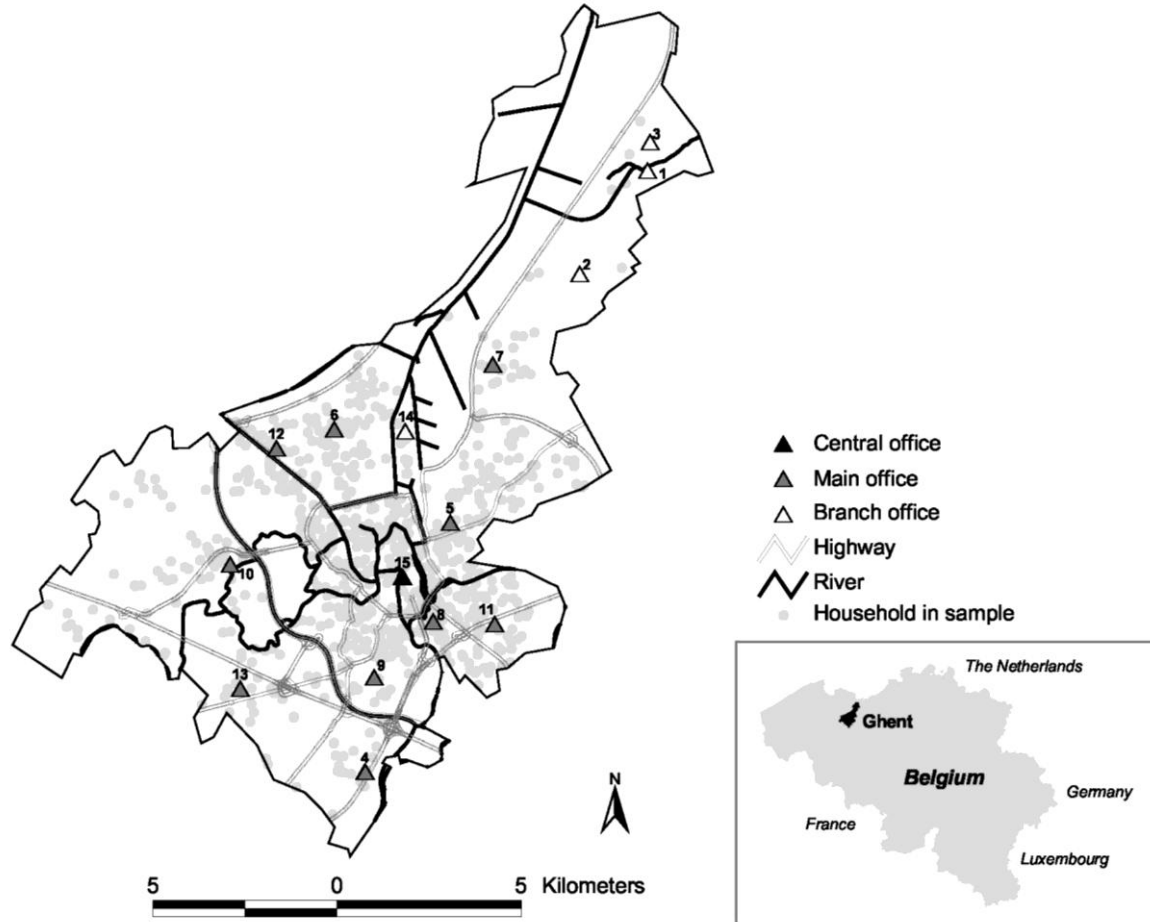 3
1
2
7
6
14
12
5
10
15
8
11
9
13
4
Central office
Main office
Branch office
Highway
River
Household in sample
N
5 0 5 Kilometers
The Netherlands
Ghent
Belgium
Germany
France
Luxembourg